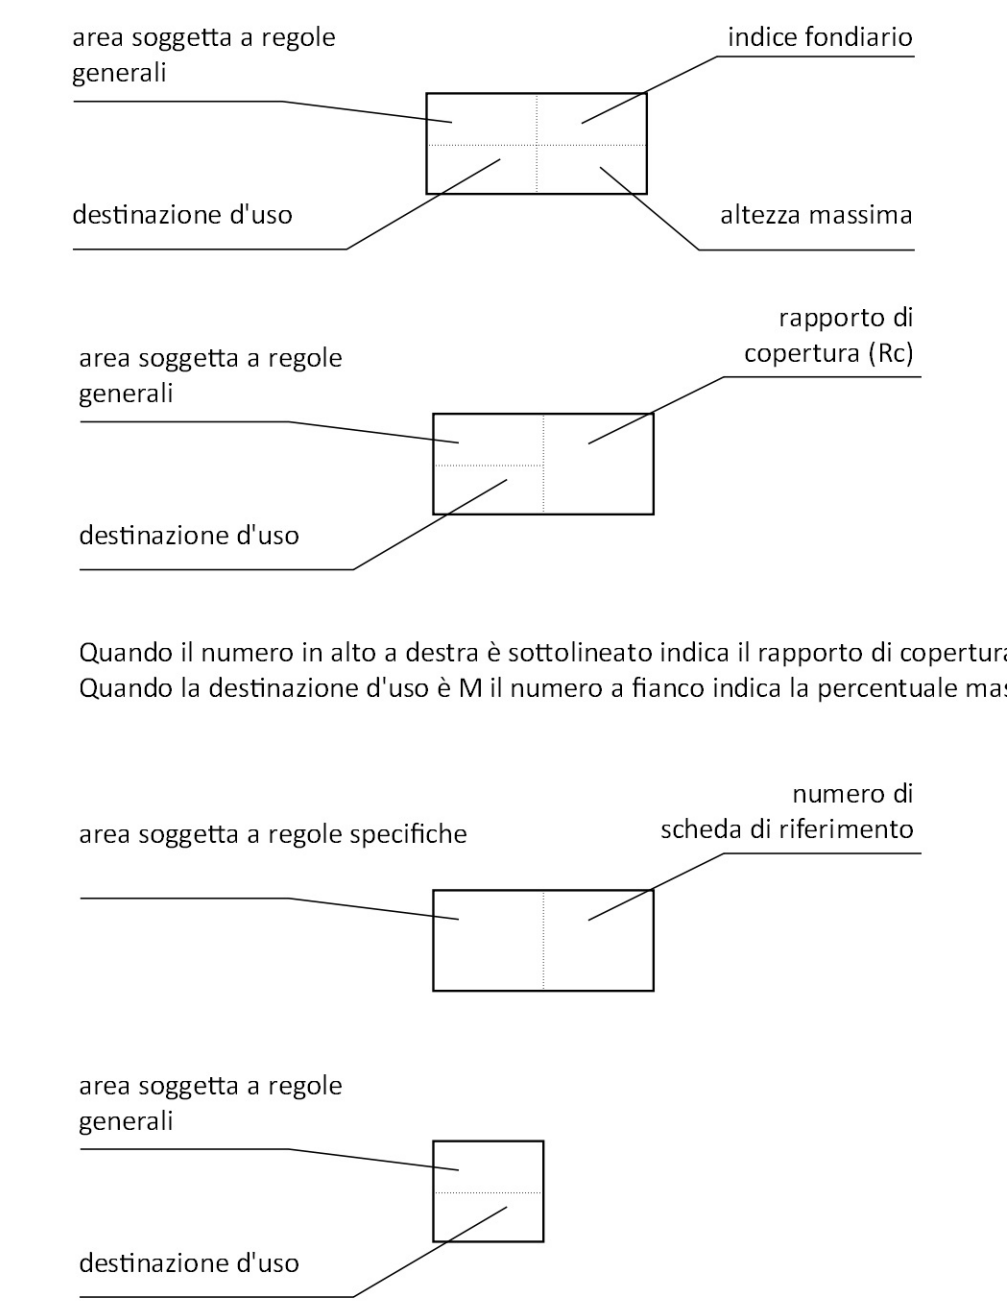 area soggetta a regole
generali
indice fondiario
destinazione d'uso
altezza massima
rapporto di
copertura (Rc)
area soggetta a regole
generali
destinazione d'uso
Quando il numero in alto a destra è sottolineato indica il rapporto di copertura
Quando la destinazione d'uso è M il numero a fianco indica la percentuale
numero di
scheda di riferimento
area soggetta a regole specifiche
area soggetta a regole
generali
destinazione d'uso